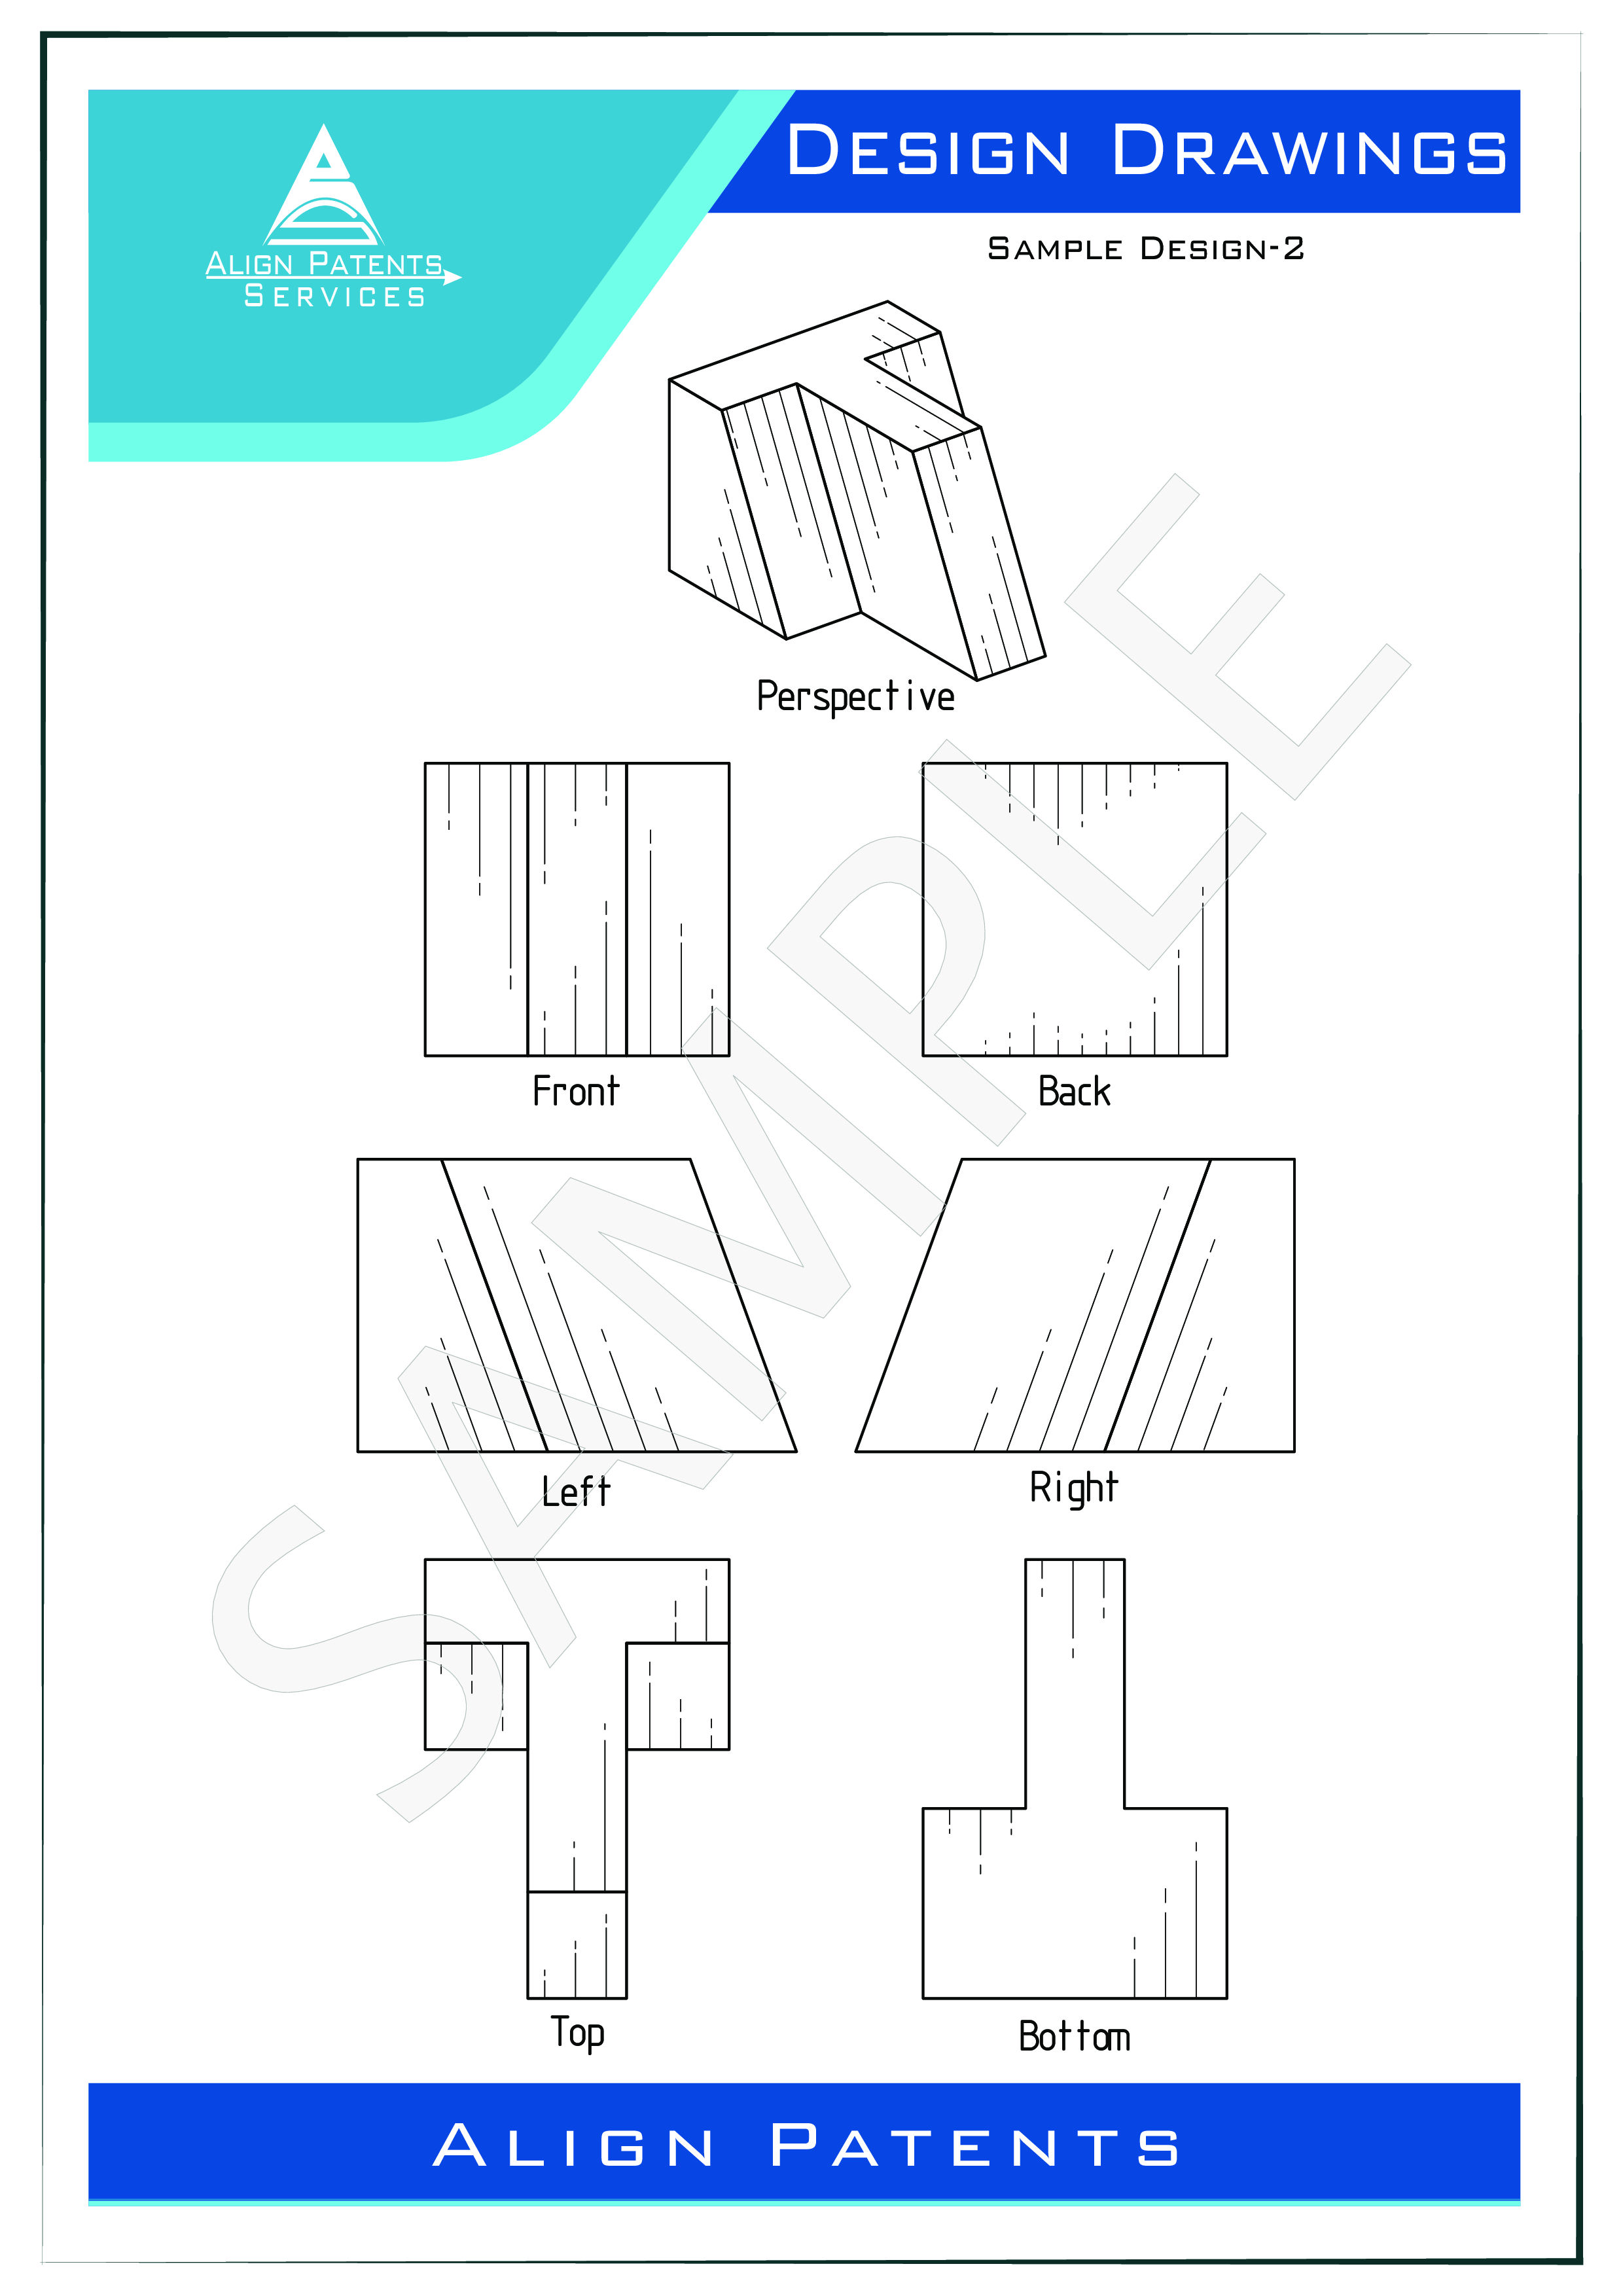 ALIGN PATENTS
SERVICES
DESIGN DRAWINGS
SAMPLE DESIGN-2
Perspective
Front
Back
Left
Right
Top
Bottom
SAMPLE
ALIGN PATENTS